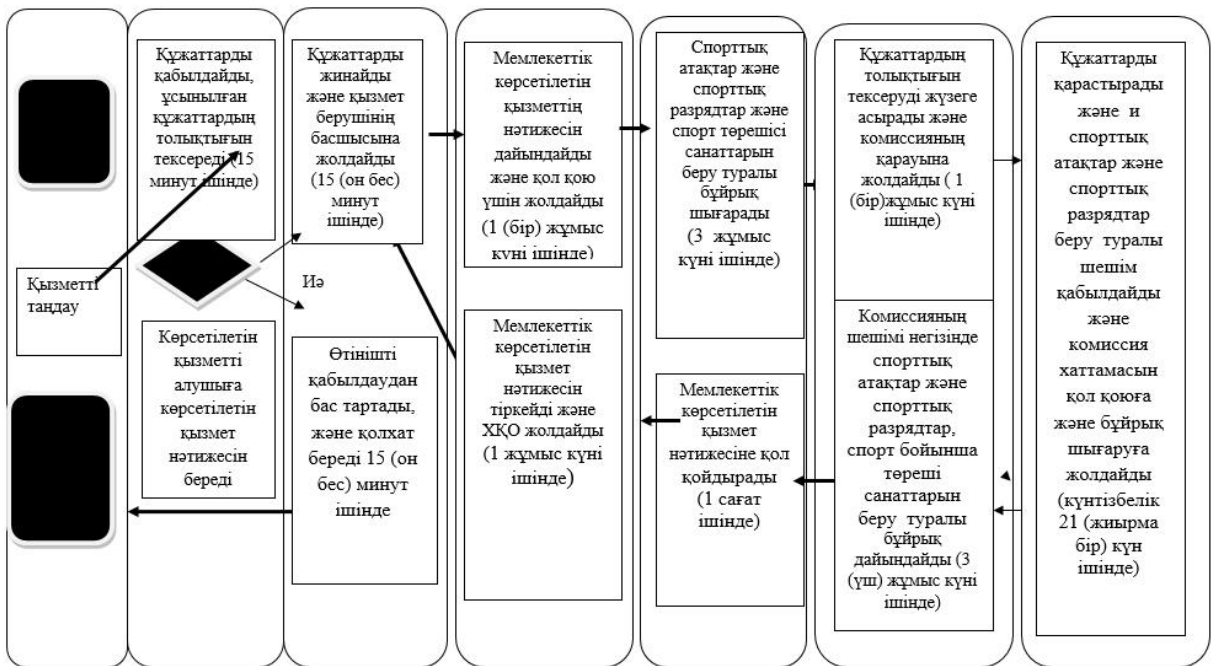 Қызметті
таңдау
Құжаттарды
қабылдайды,
ұсынылған
құжаттардың
толықтығын
тексереді (15
минут ішінде)
Көрсетілетін
қызметті
алушыға
көрсетілетін
қызмет
нәтижесін
береді
Құжаттарды
жинайды
және қызмет
берушінің
басшысына
жолдайды
(15 (он бес)
минут
ішінде)
Иә
Өтінішті
қабылдаудан
бас тартады,
және қолхат
береді 15 (он
бес) минут
ішінде
Мемлекеттік
көрсетілетін
қызметтің
нәтижесін
дайындайды
және қол қою
үшін жолдайды
(1 (бір) жұмыс
күні ішінде)
Мемлекеттік
көрсетілетін
қызмет
нәтижесін
тіркейді және
ХҚО жолдайды
(1 жұмыс күні
ішінде)
Спорттық
атақтар және
спорттық
разрядтар және
спорт төрешісі
санаттарын
беру туралы
бұйрық
шығарады
(3 жұмыс
күні ішінде)
Мемлекеттік
көрсетілетін
қызмет
нәтижесіне қол
қойдырады
(1 сағат
ішінде)
Құжаттардың
толықтығын
тексеруді жүзеге
асырады және
комиссияның
қарауына
жолдайды ( 1
(бір)жұмыс күні
ішінде)
Комиссияның
шешімі негізінде
спорттық
атақтар және
спорттық
разрядтар,
спорт бойынша
төреші
санаттарын
беру туралы
бұйрық
дайындайды (3
(үш) жұмыс күні
ішінде)
Құжаттарды
қарастырады
және и
спорттық
атақтар және
спорттық
разрядтар
беру туралы
шешім
қабылдайды
және
комиссия
хаттамасын
қол қоюға
және бұйрық
шығаруға
жолдайды
(күнтізбелік
21 (жиырма
бір) күн
ішінде)